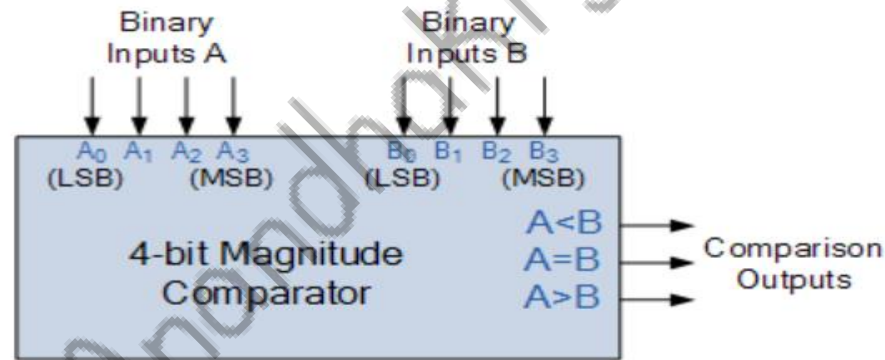 Binary
Inputs A
Binary
Inputs B
A₀ A₁ A₂ A₃
(LSB) (MSB)
B₀ B₁ B₂ B₃
(LSB) (MSB)
4-bit Magnitude
Comparator
A<B
A=B
A>B
Comparison
Outputs